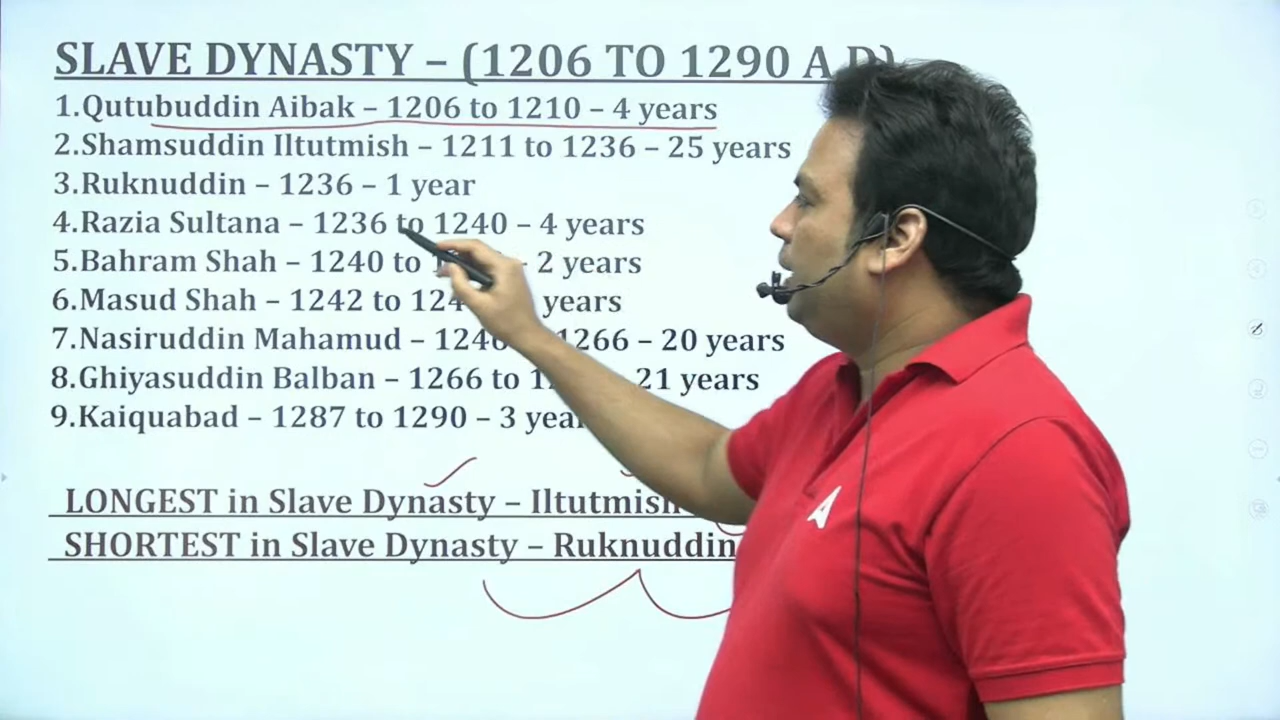 SLAVE DYNASTY – (1206 TO 1290 A.D)
1.Qutubuddin Aibak – 1206 to 1210 – 4 years
2.Shamsuddin Iltutmish – 1211 to 1236 – 25 years
3.Ruknuddin – 1236 – 1 year
4.Razia Sultana – 1236 to 1240 – 4 years
5.Bahram Shah – 1240 to – 2 years
6.Masud Shah – 1242 to years
7.Nasiruddin Mahamud – 1266 – 20 years
8.Ghiyasuddin Balban – 1266 to 21 years
9.Kaiquabad – 1287 to 1290 – 3
LONGEST in Slave Dynasty – Iltutmish
SHORTEST in Slave Dynasty – Ruknuddin